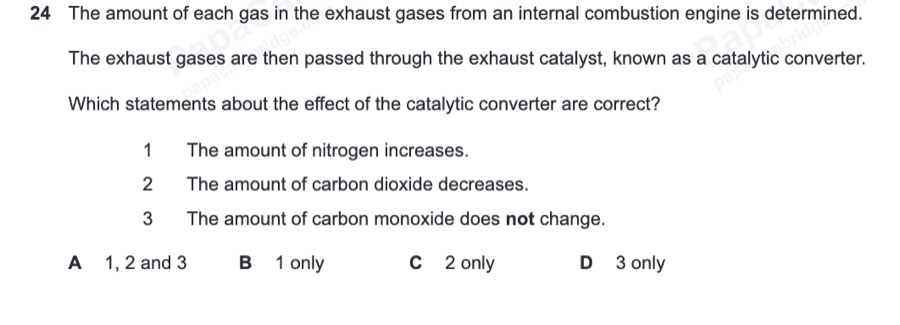 24 The amount of each gas in the exhaust gases from an internal combustion engine is determined.
The exhaust gases are then passed through the exhaust catalyst, known as a catalytic converter.
Which statements about the effect of the catalytic converter are correct?
1 The amount of nitrogen increases.
2 The amount of carbon dioxide decreases.
3 The amount of carbon monoxide does not change.
A 1, 2 and 3 B 1 only C 2 only D 3 only